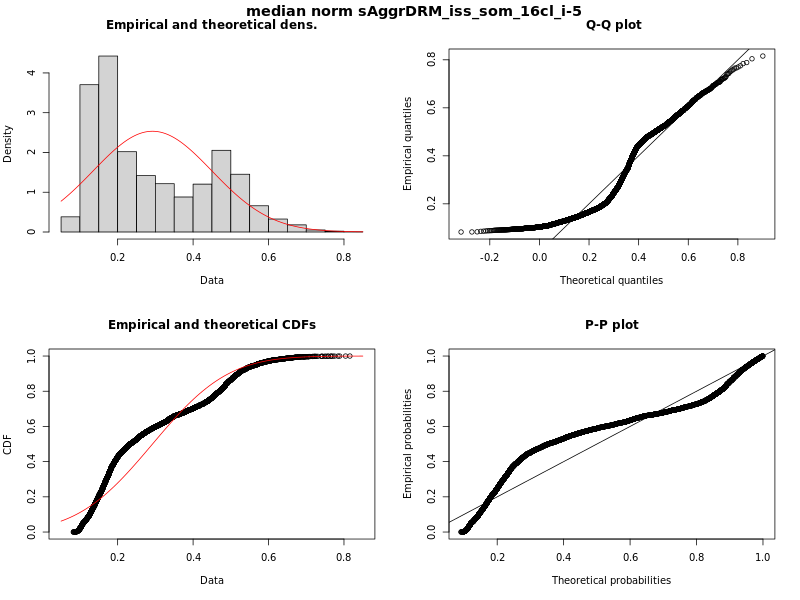 median norm sAggrDRM_iss_som_16cl_i-5
Empirical and theoretical dens.
Density
0 1 2 3 4
0.2 0.4 0.6 0.8
Data
Q-Q plot
Empirical quantiles
0.2 0.4 0.6 0.8
-0.2 0.0 0.2 0.4 0.6 0.8
Theoretical quantiles
Empirical and theoretical CDFs
CDF
0.0 0.2 0.4 0.6 0.8 1.0
0.2 0.4 0.6 0.8
Data
P-P plot
Empirical probabilities
0.0 0.2 0.4 0.6 0.8 1.0
0.2 0.4 0.6 0.8 1.0
Theoretical probabilities